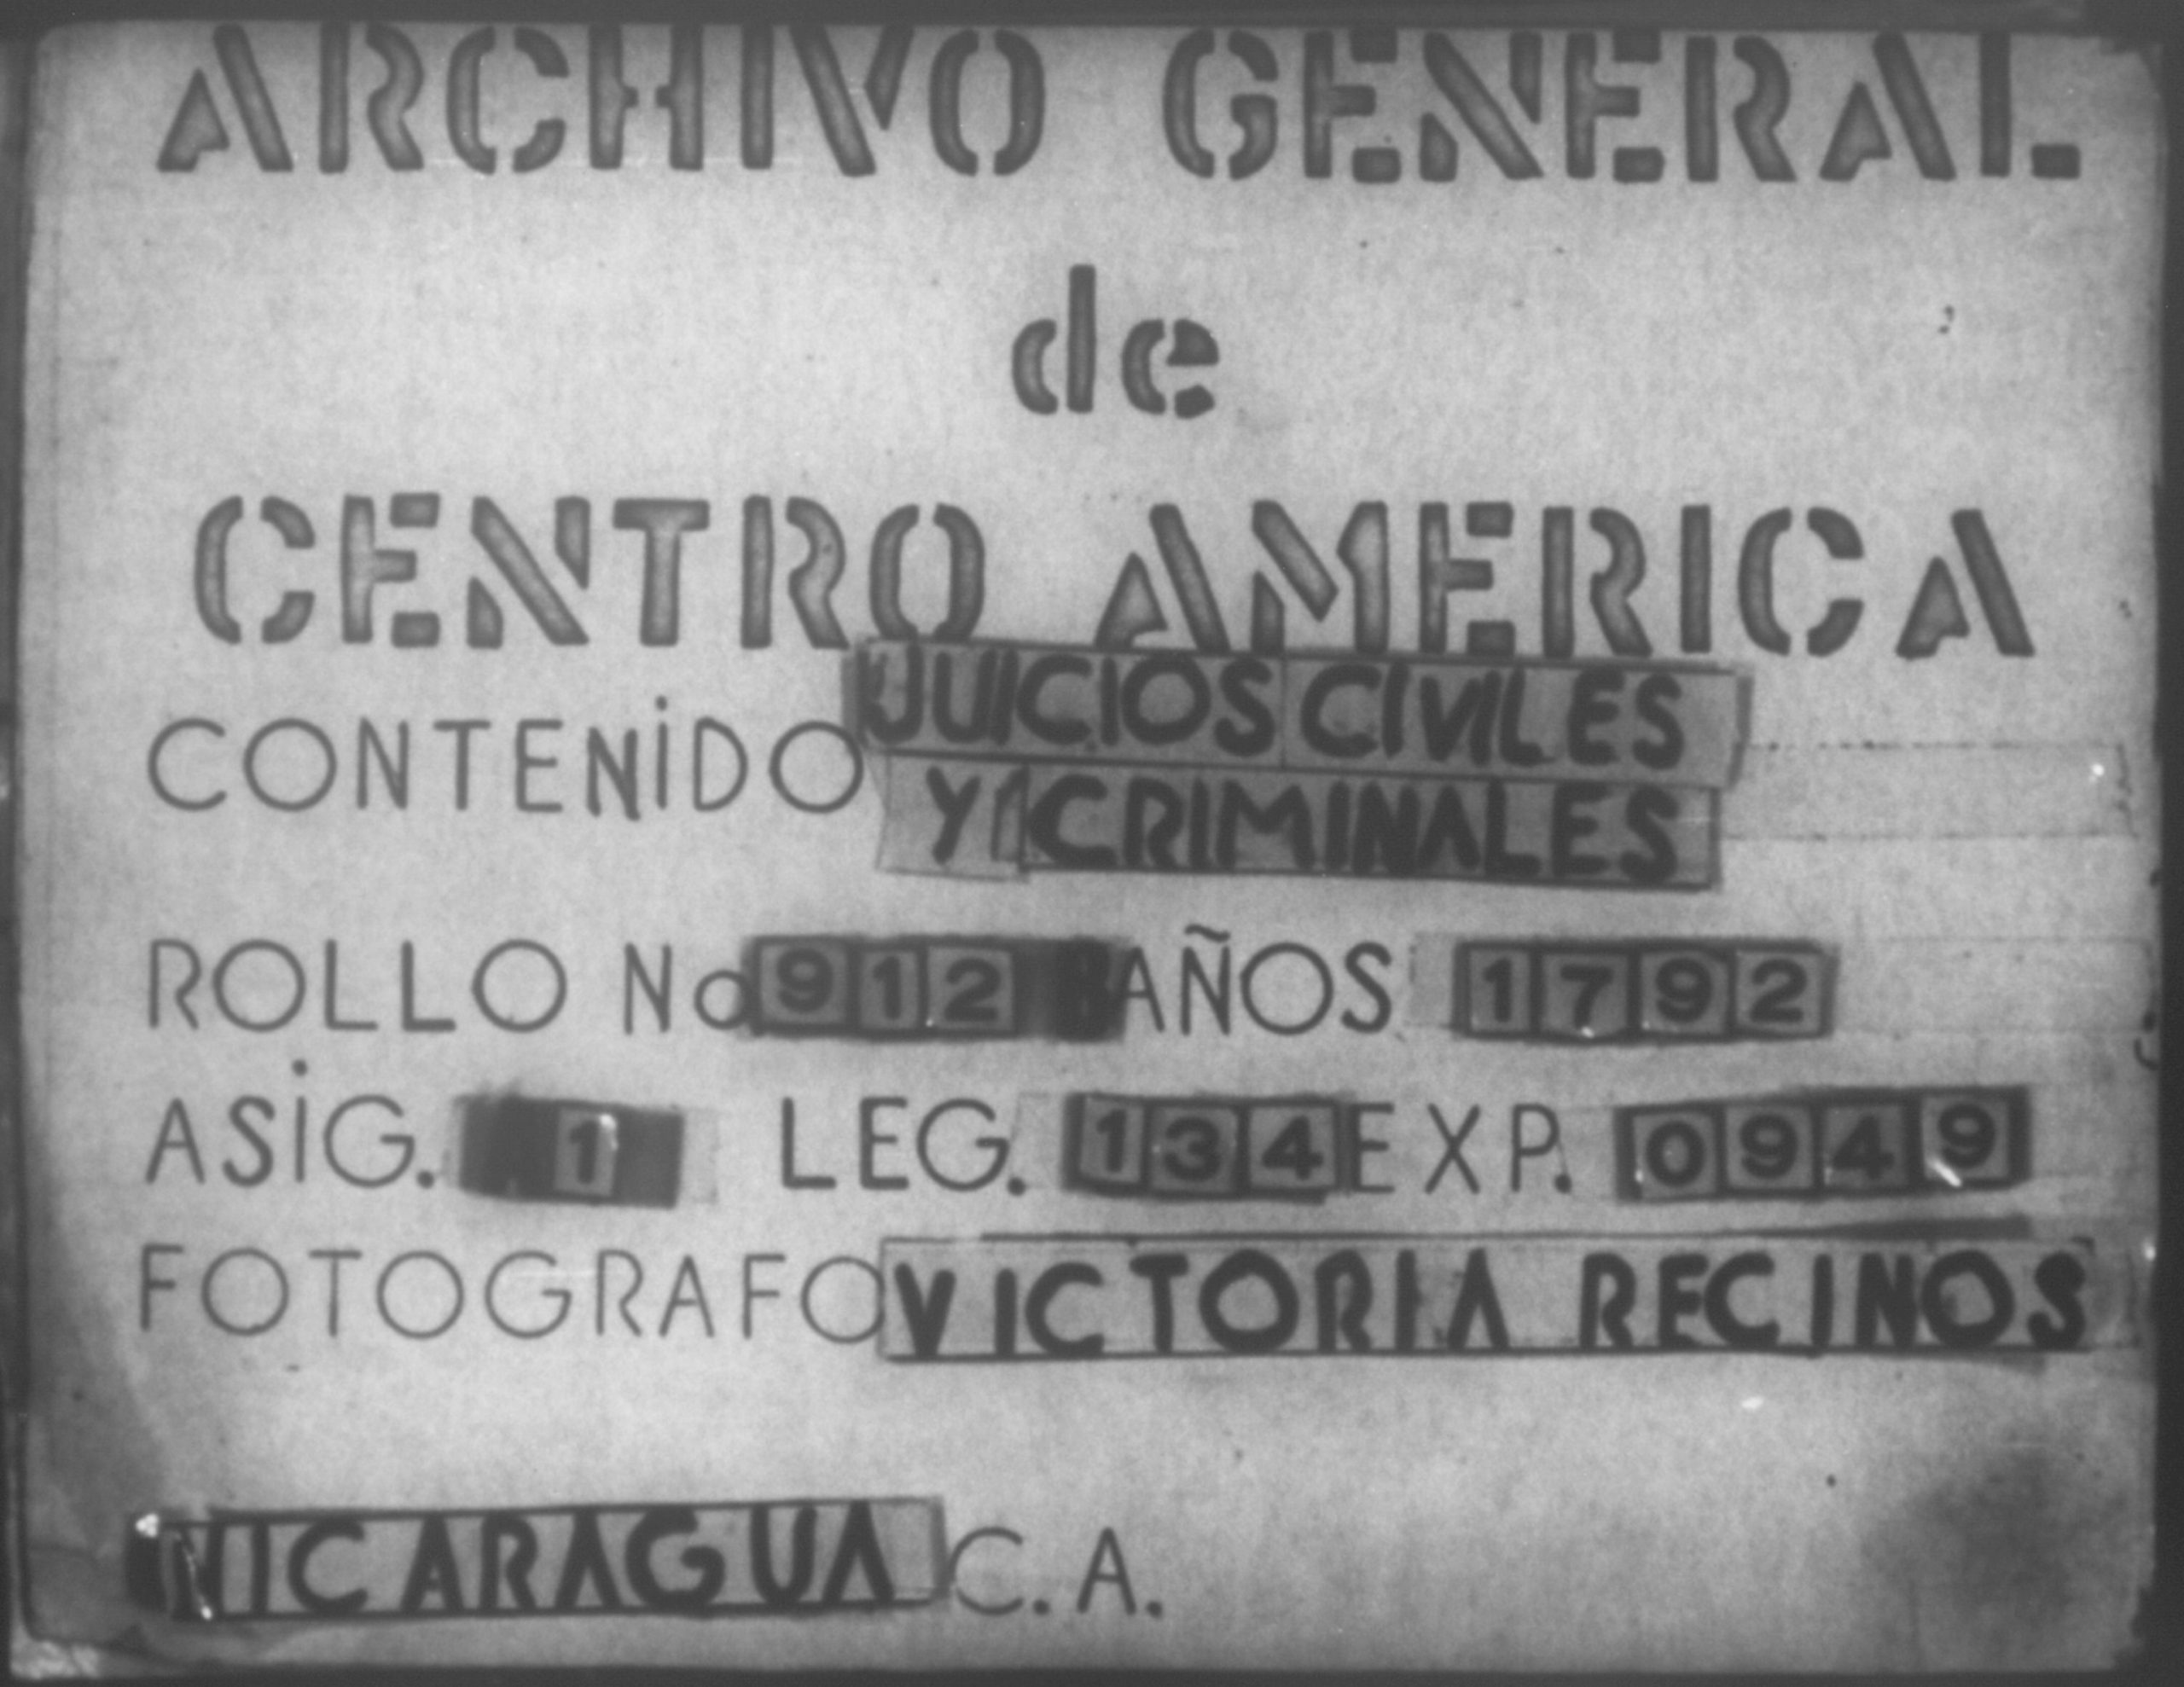 ARCHIVO GENERAL
de
CENTRO AMERICA
CONTENIDO JUICIOS CIVILES
Y CRIMINALES
ROLLO No 912 AÑOS 1792
ASIG. 1 LEG. 134 EXP. 0949
FOTOGRAFO VICTORIA RECINOS
NICARAGUA C.A.